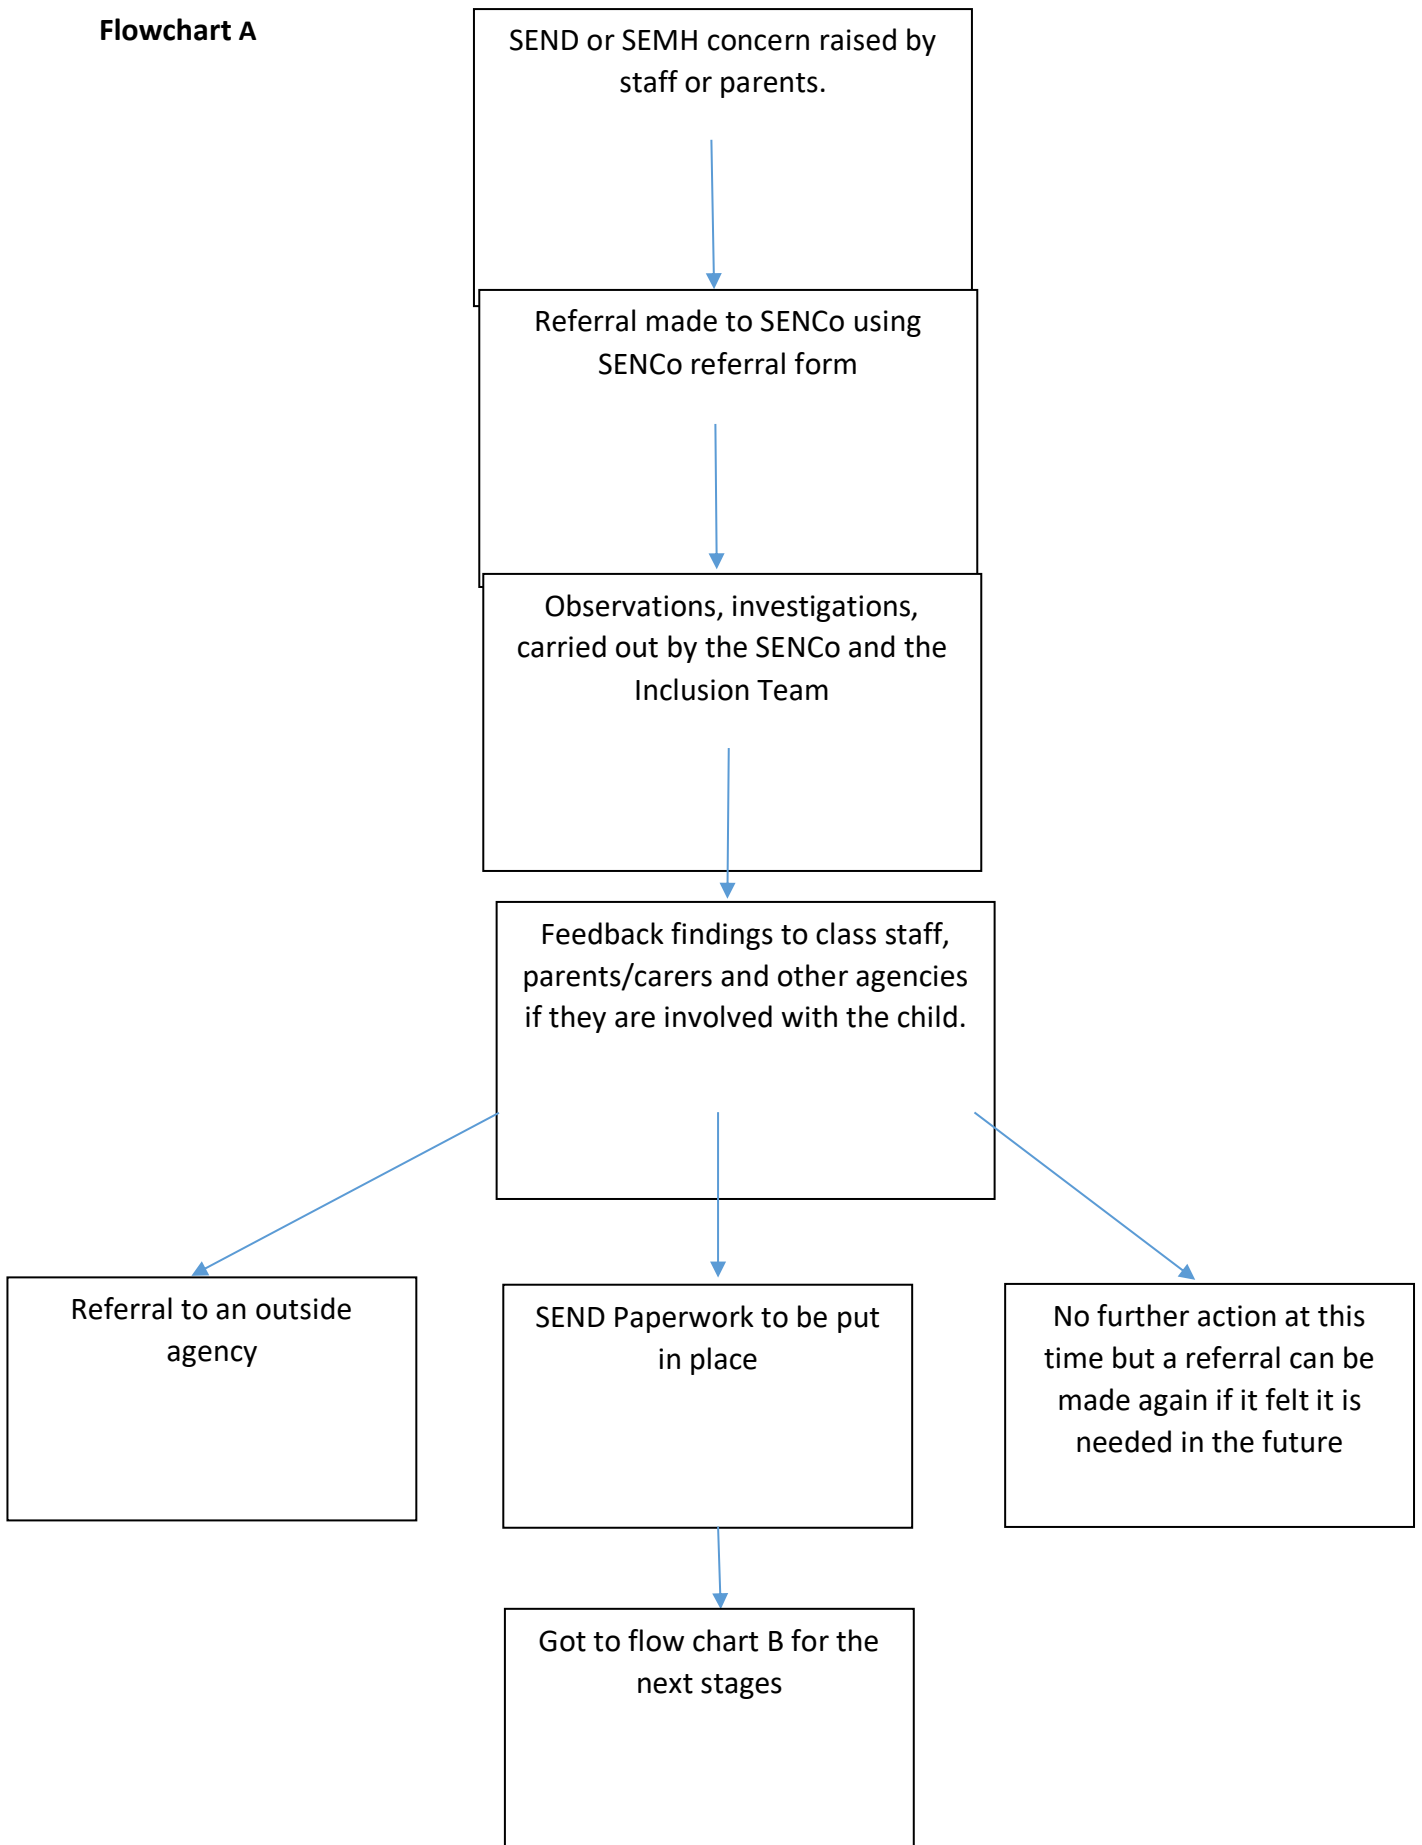 Flowchart A
SEND or SEMH concern raised by
staff or parents.
Referral made to SENCo using
SENCo referral form
Observations, investigations,
carried out by the SENCo and the
Inclusion Team
Feedback findings to class staff,
parents/carers and other agencies
if they are involved with the child.
Referral to an outside
agency
SEND Paperwork to be put
in place
No further action at this
time but a referral can be
made again if it felt it is
needed in the future
Got to flow chart B for the
next stages